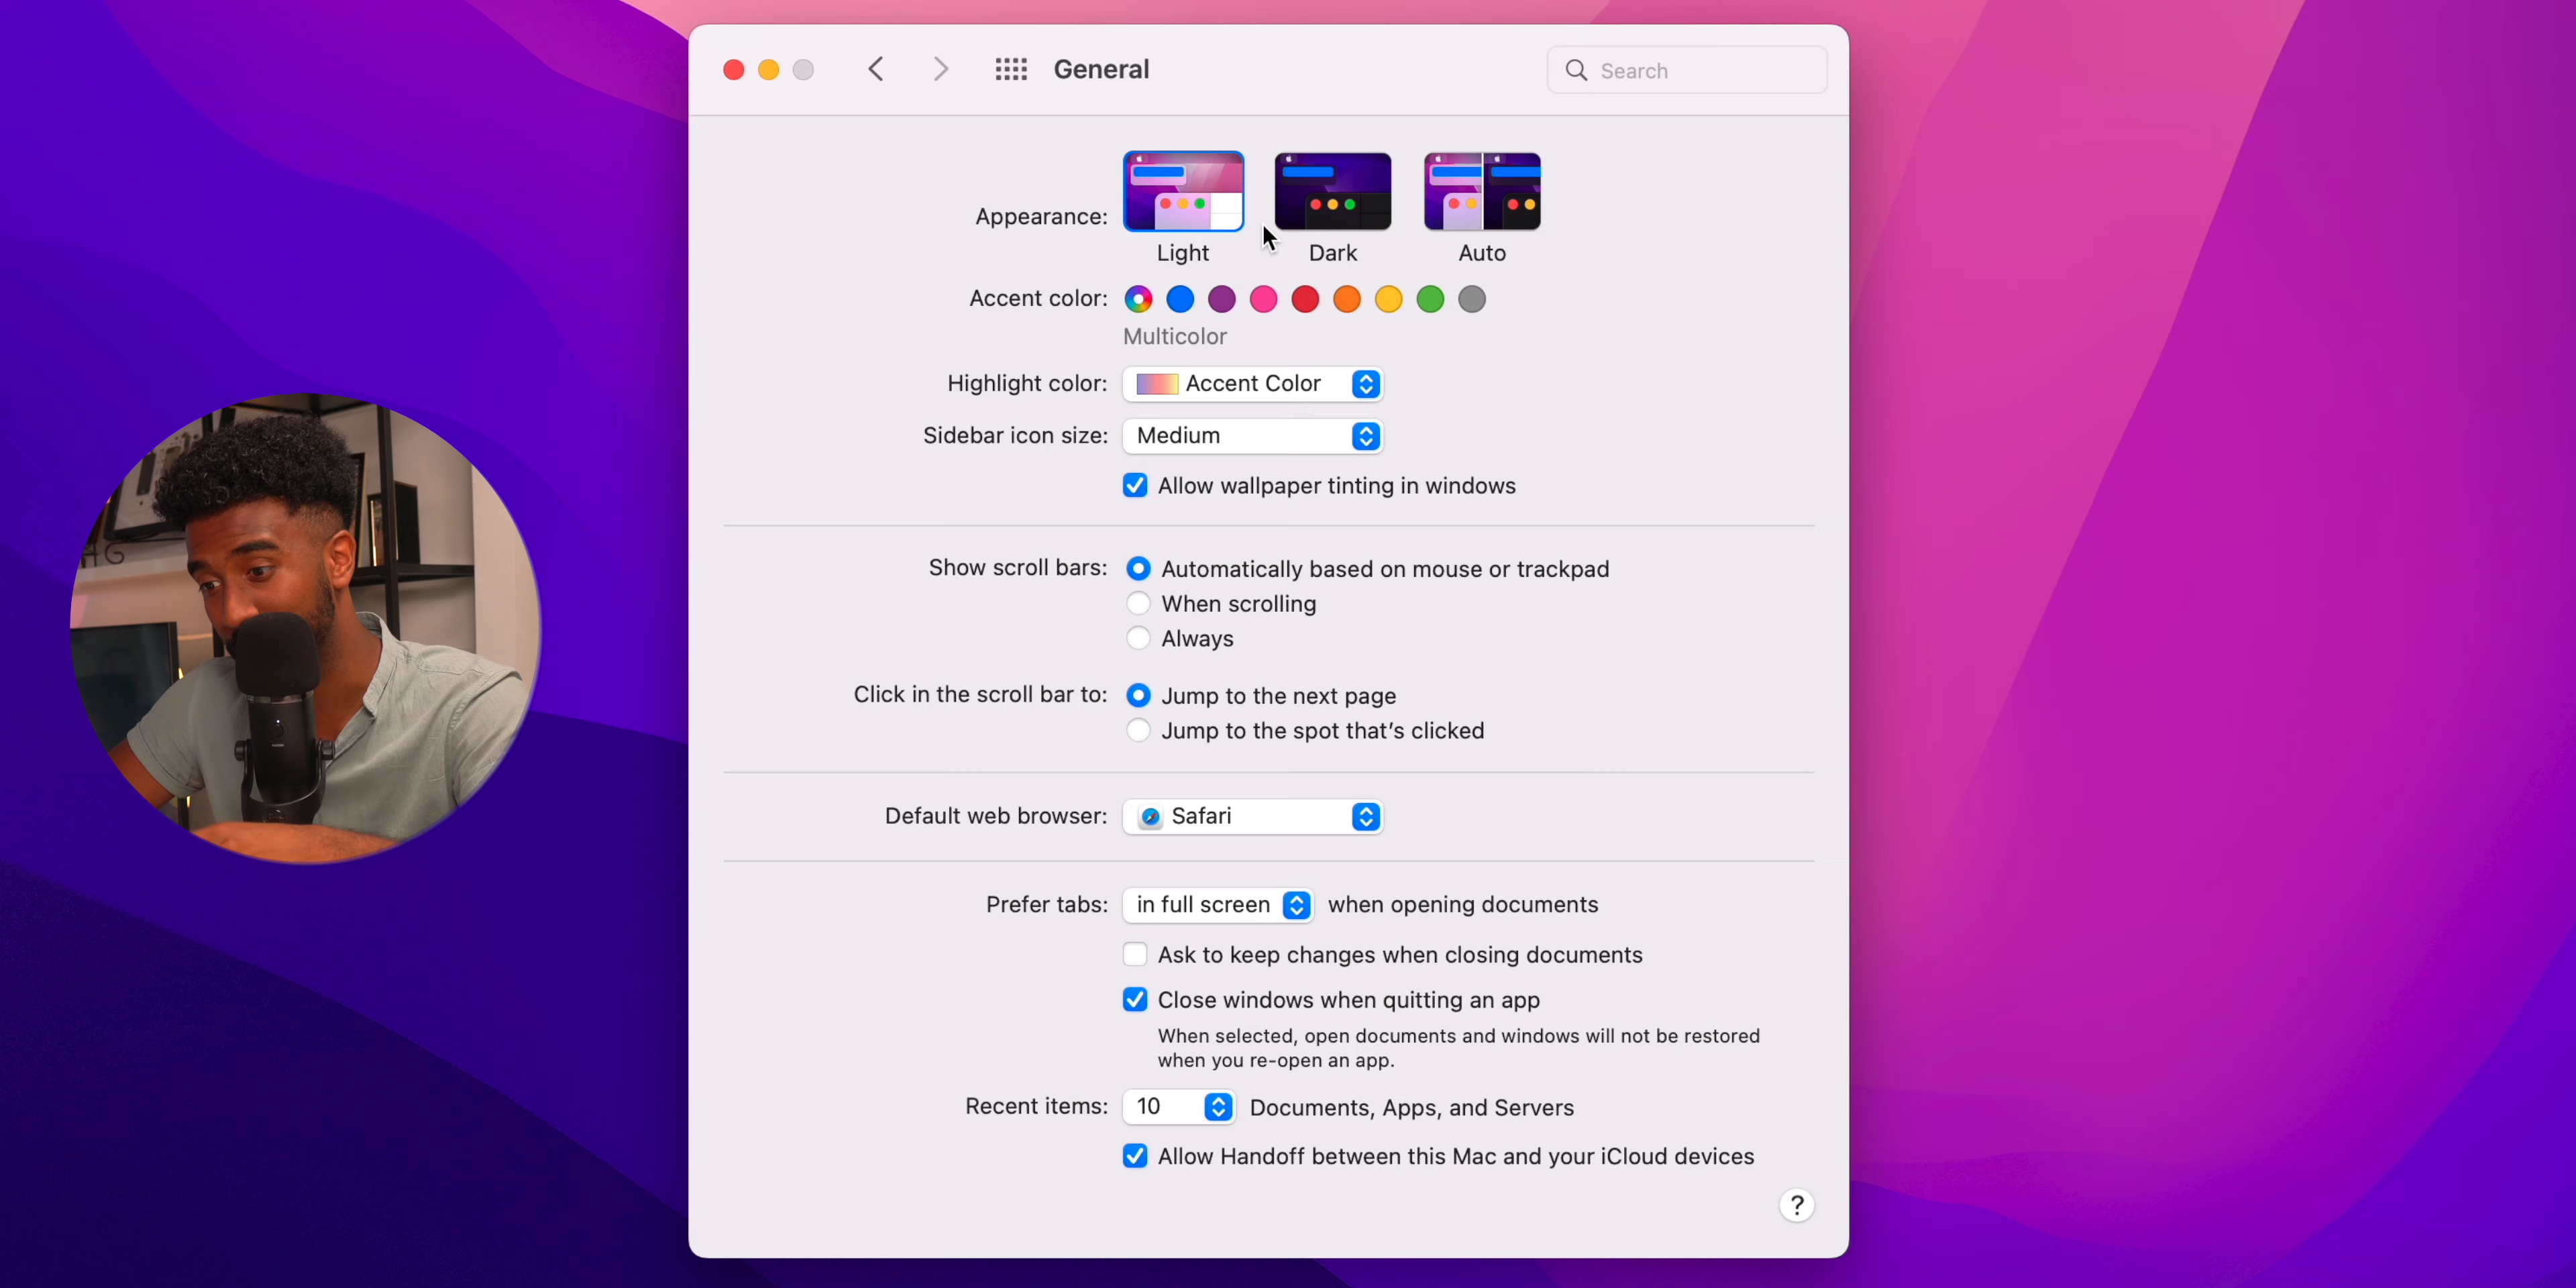 General
Search
Appearance:
Light
Dark
Auto
Accent color:
Multicolor
Highlight color: Accent Color
Sidebar icon size: Medium
Allow wallpaper tinting in windows
Show scroll bars: Automatically based on mouse or trackpad
When scrolling
Always
Click in the scroll bar to: Jump to the next page
Jump to the spot that’s clicked
Default web browser: Safari
Prefer tabs: in full screen when opening documents
Ask to keep changes when closing documents
Close windows when quitting an app
When selected, open documents and windows will not be restored
when you re-open an app.
Recent items: 10 Documents, Apps, and Servers
Allow Handoff between this Mac and your iCloud devices
?